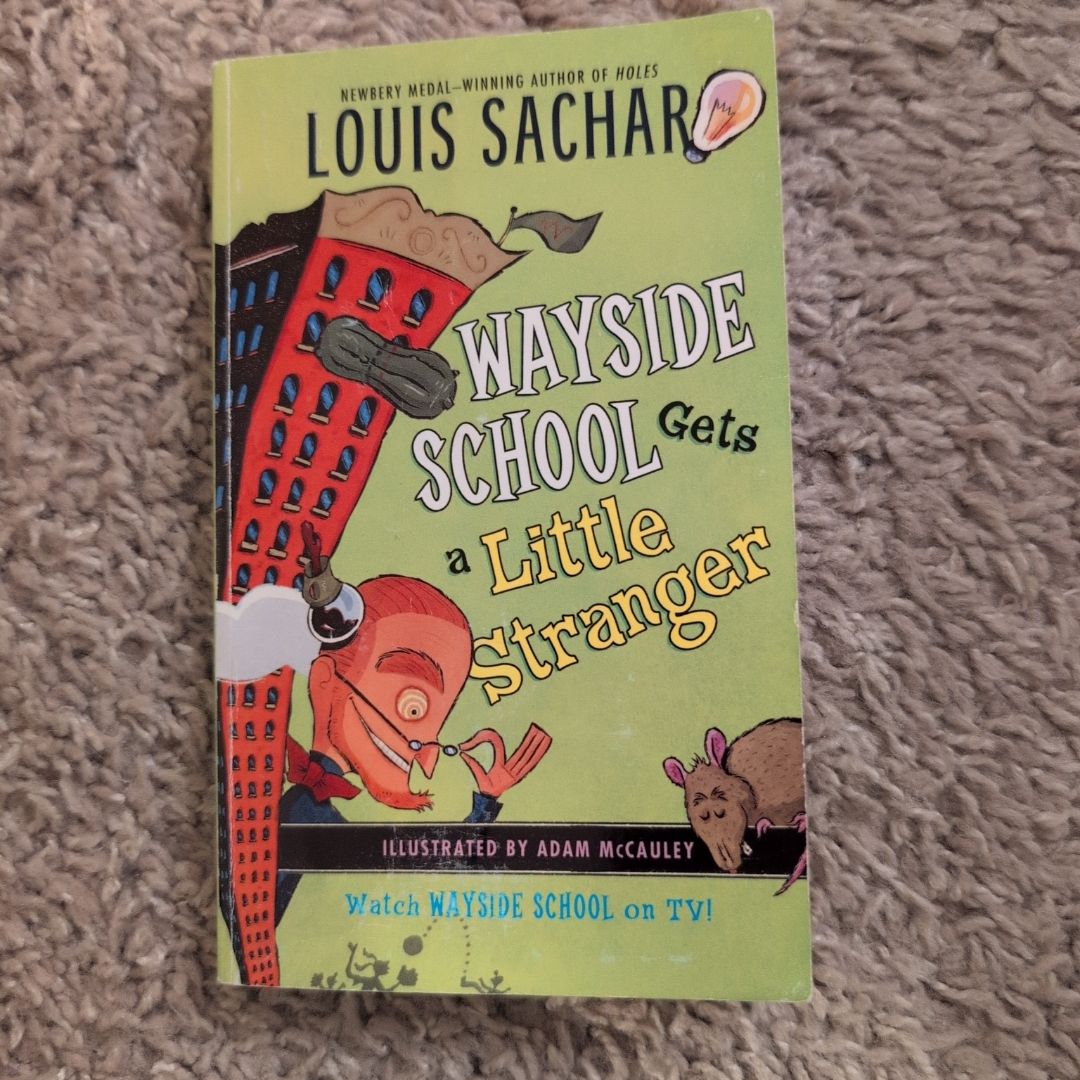 NEWBERY MEDAL–WINNING AUTHOR OF HOLES
LOUIS SACHAR
WAYSIDE
SCHOOL Gets
a Little
Stranger
ILLUSTRATED BY ADAM McCAULEY
Watch WAYSIDE SCHOOL on TV!